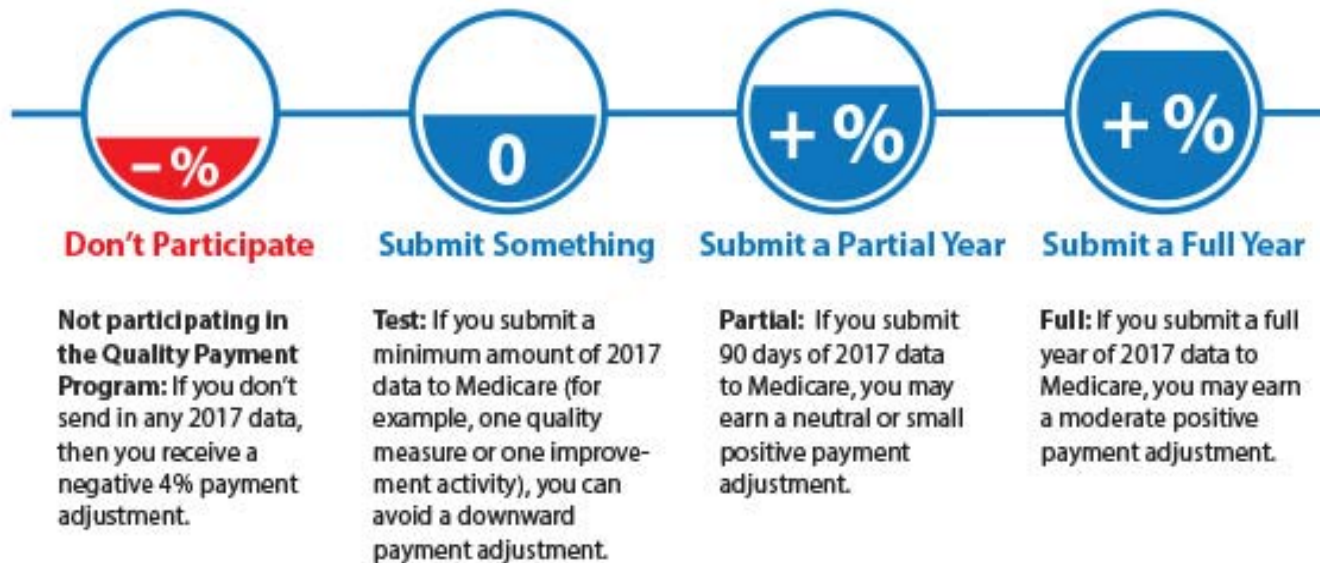 – %
0
+ %
+ %
Don't Participate
Submit Something
Submit a Partial Year
Submit a Full Year
Not participating in
the Quality Payment
Program: If you don't
send in any 2017 data,
then you receive a
negative 4% payment
adjustment.
Test: If you submit a
minimum amount of 2017
data to Medicare (for
example, one quality
measure or one improve-
ment activity), you can
avoid a downward
payment adjustment.
Partial: If you submit
90 days of 2017 data
to Medicare, you may
earn a neutral or small
positive payment
adjustment.
Full: If you submit a full
year of 2017 data to
Medicare, you may earn
a moderate positive
payment adjustment.